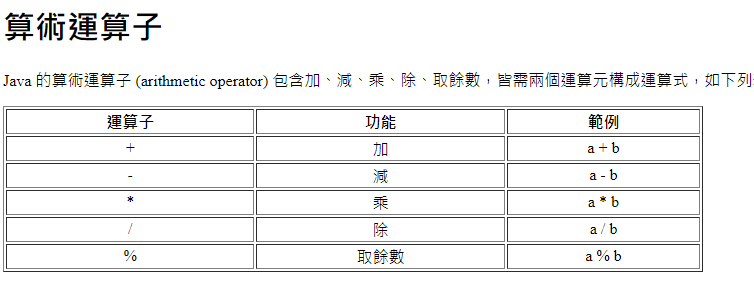 算術運算子
Java 的算術運算子 (arithmetic operator) 包含加、減、乘、除、取餘數，皆需兩個運算元構成運算式，如下列
運算子 功能 範例
+ 加 a + b
- 減 a - b
* 乘 a * b
/ 除 a / b
% 取餘數 a % b